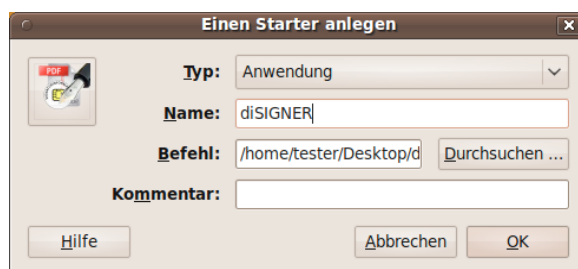 Einen Starter anlegen
PDF
Typ: Anwendung
Name: diSIGNER
Befehl: /home/tester/Desktop/d Durchsuchen ...
Kommentar:
Hilfe Abbrechen OK